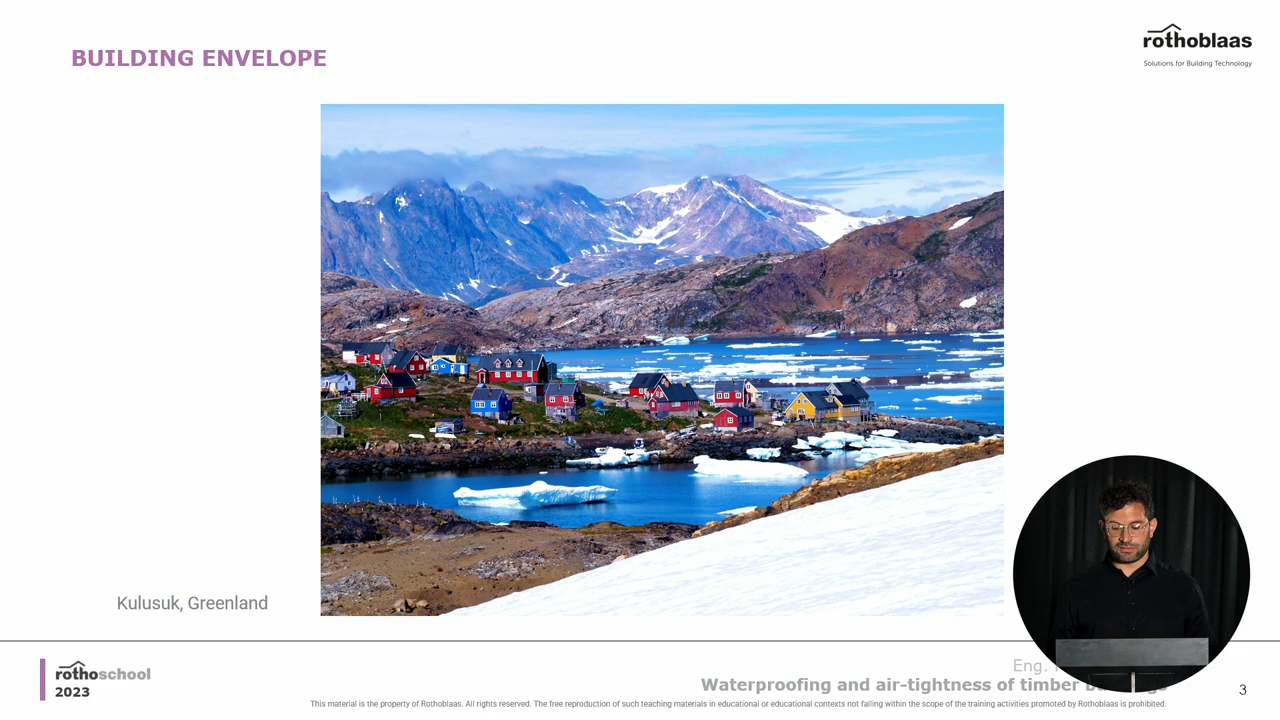 BUILDING ENVELOPE
rothoblaas
Solutions for Building Technology
Kulusuk, Greenland
rothoschool
2023
Eng.
Waterproofing and air-tightness of timber
This material is the property of Rothoblaas. All rights reserved. The free reproduction of such teaching materials in educational or educational contexts not falling within the scope of the training activities promoted by Rothoblaas is prohibited.
3